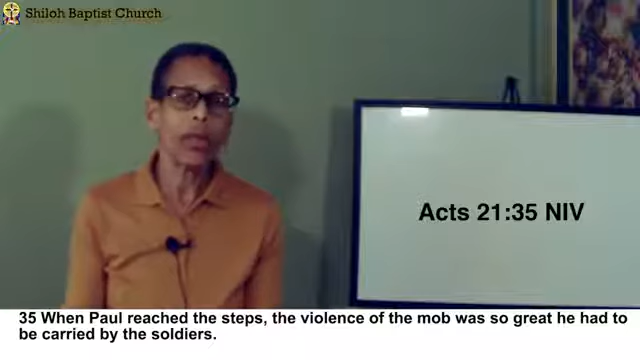 Shiloh Baptist Church
Acts 21:35 NIV
35 When Paul reached the steps, the violence of the mob was so great he had to
be carried by the soldiers.